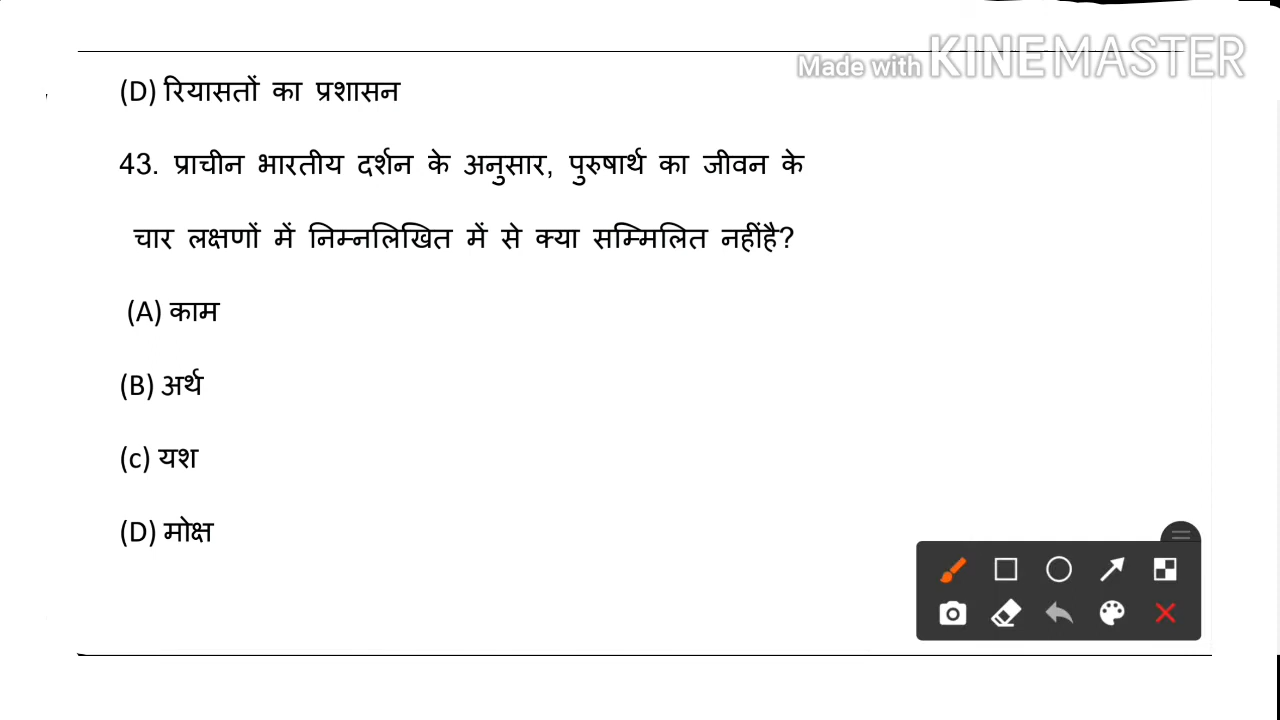 Made with KINEMASTER
(D) रियासतों का प्रशासन
43. प्राचीन भारतीय दर्शन के अनुसार, पुरुषार्थ का जीवन के
चार लक्षणों में निम्नलिखित में से क्या सम्मिलित नहींहै?
(A) काम
(B) अर्थ
(c) यश
(D) मोक्ष